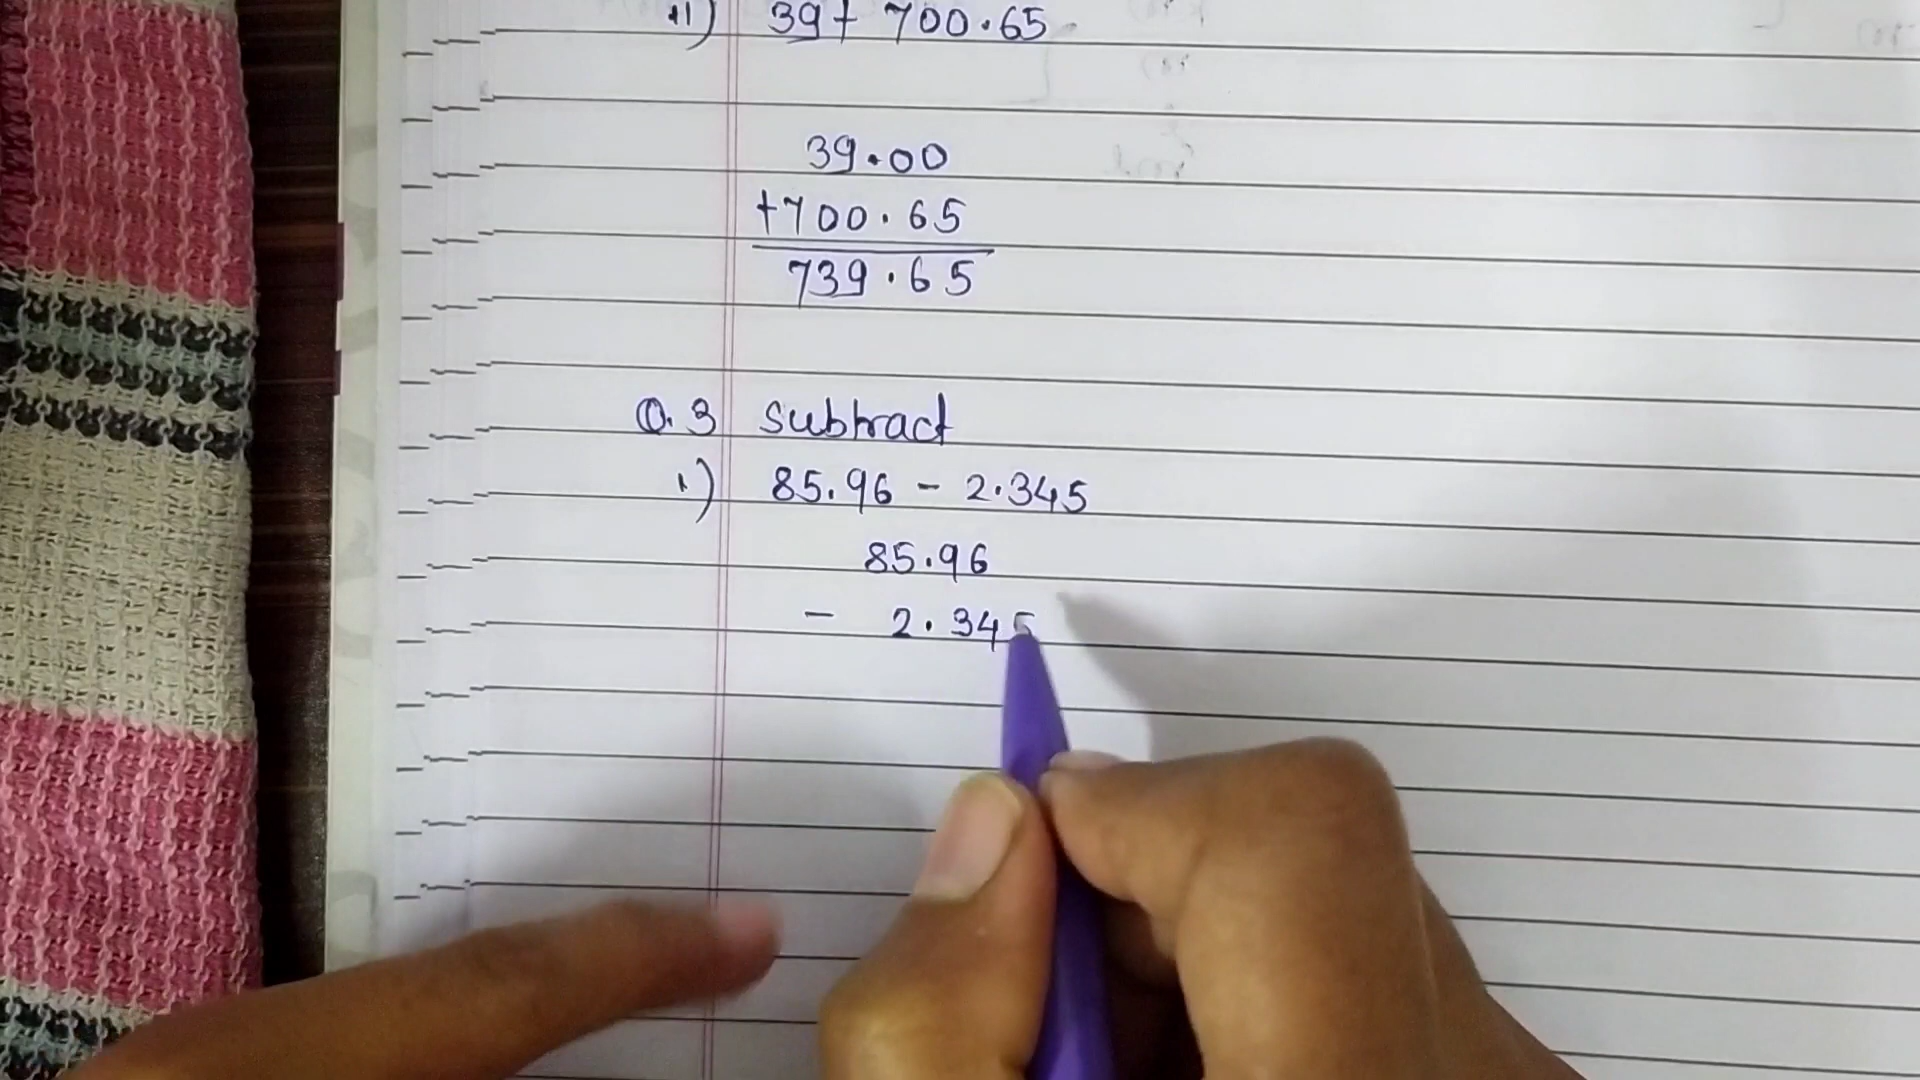 ii) 39+ 700.65
39.00
+700.65
739.65
Q.3 Subtract
i) 85.96 - 2.345
85.96
- 2.345